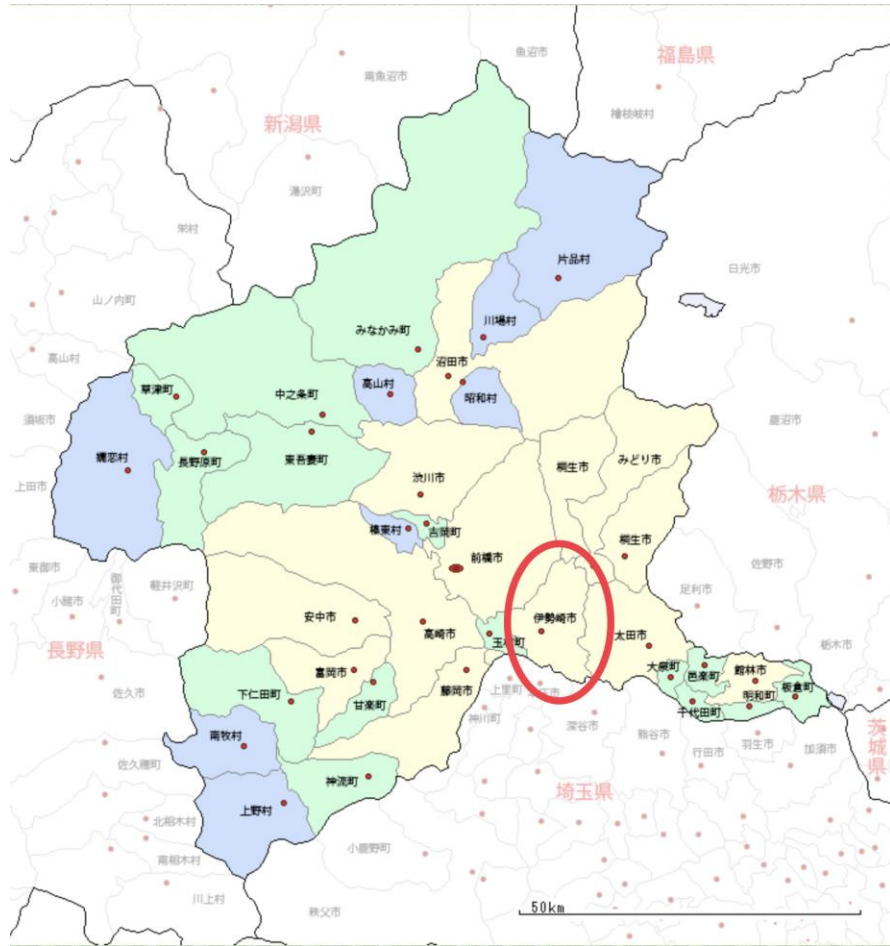 魚沼市
福島県
南魚沼市
檜枝岐村
新潟県
湯沢町
栄村
片品村
日光市
山ノ内町
みなかみ町
川場村
沼田市
高山村
高山村
昭和村
草津町
中之条町
須坂市
鹿沼市
嬬恋村
長野原町
東吾妻町
桐生市
みどり市
上田市
渋川市
栃木県
榛東村
吉岡町
前橋市
桐生市
東御市
御代田町
軽井沢町
佐野市
小諸市
足利市
安中市
高崎市
伊勢崎市
太田市
玉村町
栃木市
長野県
富岡市
大泉町
邑楽町
館林市
板倉町
佐久市
下仁田町
甘楽町
藤岡市
上里町
明和町
千代田町
神川町
深谷市
熊谷市
行田市
羽生市
加須市
茨城県
南牧村
佐久穂町
神流町
埼玉県
上野村
北相木村
小鹿野町
南相木村
川上村
秩父市
50km